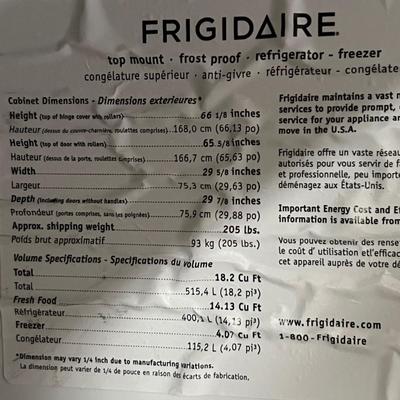 FRIGIDAIRE
top mount · frost proof · refrigerator - freezer
congélature supérieur · anti-givre · réfrigérateur - congélate
Cabinet Dimensions - Dimensions exterieures*
Height (top of hinge cover with rollers) 66 1/8 inches
Hauteur (dessus du couvre-charnière, roulettes comprises) 168,0 cm (66,13 po)
Height (top of door with rollers) 65 5/8 inches
Hauteur (dessus de la porte, roulettes comprises) 166,7 cm (65,63 po)
Width 29 5/8 inches
Largeur 75,3 cm (29,63 po)
Depth (including doors without handles) 29 7/8 inches
Profondeur (portes comprises, sans les poignées) 75,9 cm (29,88 po)
Approx. shipping weight 205 lbs.
Poids brut approximatif 93 kg (205 lbs.)
Volume Specifications - Specifications du volume
Total 18.2 Cu Ft
Total 515,4 L (18,2 pi³)
Fresh Food 14.13 Cu Ft
Réfrigérateur 400,1 L (14,13 pi³)
Freezer 4.07 Cu Ft
Congélateur 115,2 L (4,07 pi³)
*Dimension may vary 1/4 inch due to manufacturing variations.
La dimension peut varier de 1/4 de pouce en raison des écarts de fabrication.
Frigidaire maintains a vast n
services to provide prompt,
service for your appliance an
move in the U.S.A.
Frigidaire offre un vaste réseau
autorisés pour vous servir de fa
et professionnelle, peu importe
déménagez aux États-Unis.
Important Energy Cost and Ef
information is available from
Vous pouvez obtenir des rense
le coût d' utilisation et l'efficac
cet appareil auprès de votre dé
www.frigidaire.com
1-800-Frigidaire